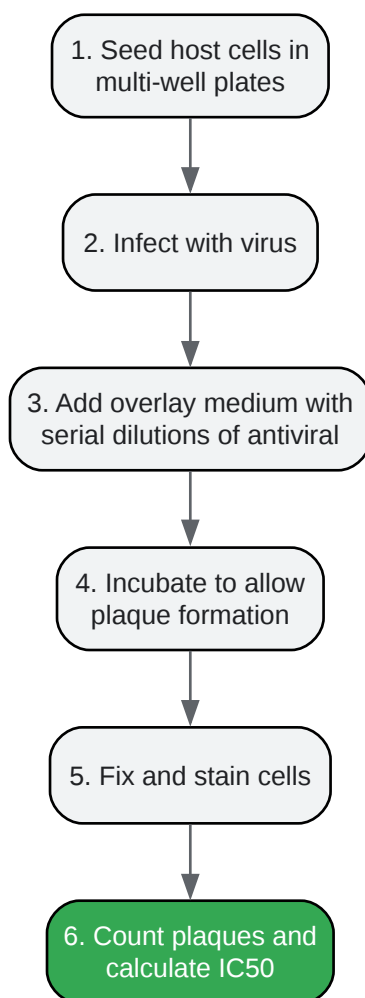 1. Seed host cells in
multi-well plates
2. Infect with virus
3. Add overlay medium with
serial dilutions of antiviral
4. Incubate to allow
plaque formation
5. Fix and stain cells
6. Count plaques and
calculate IC50